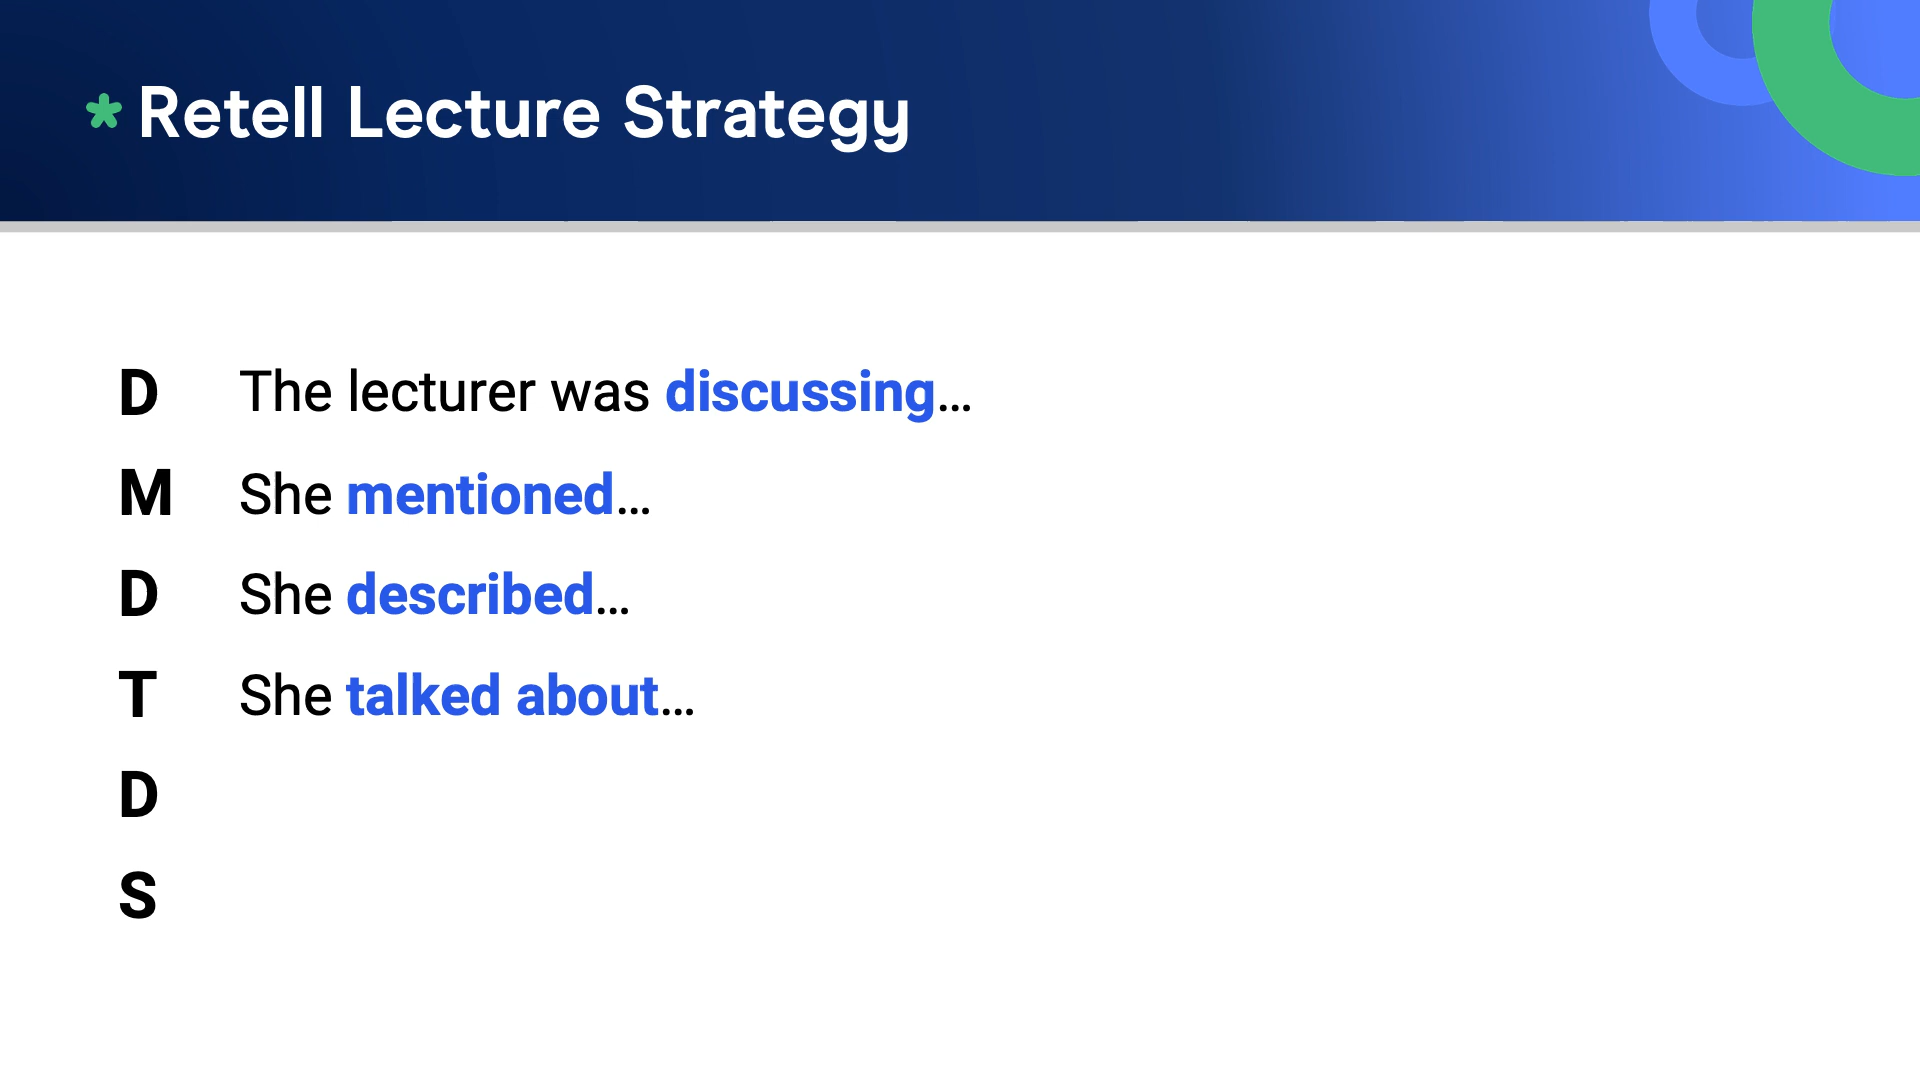 * Retell Lecture Strategy
D The lecturer was discussing...
M She mentioned...
D She described...
T She talked about...
D
S